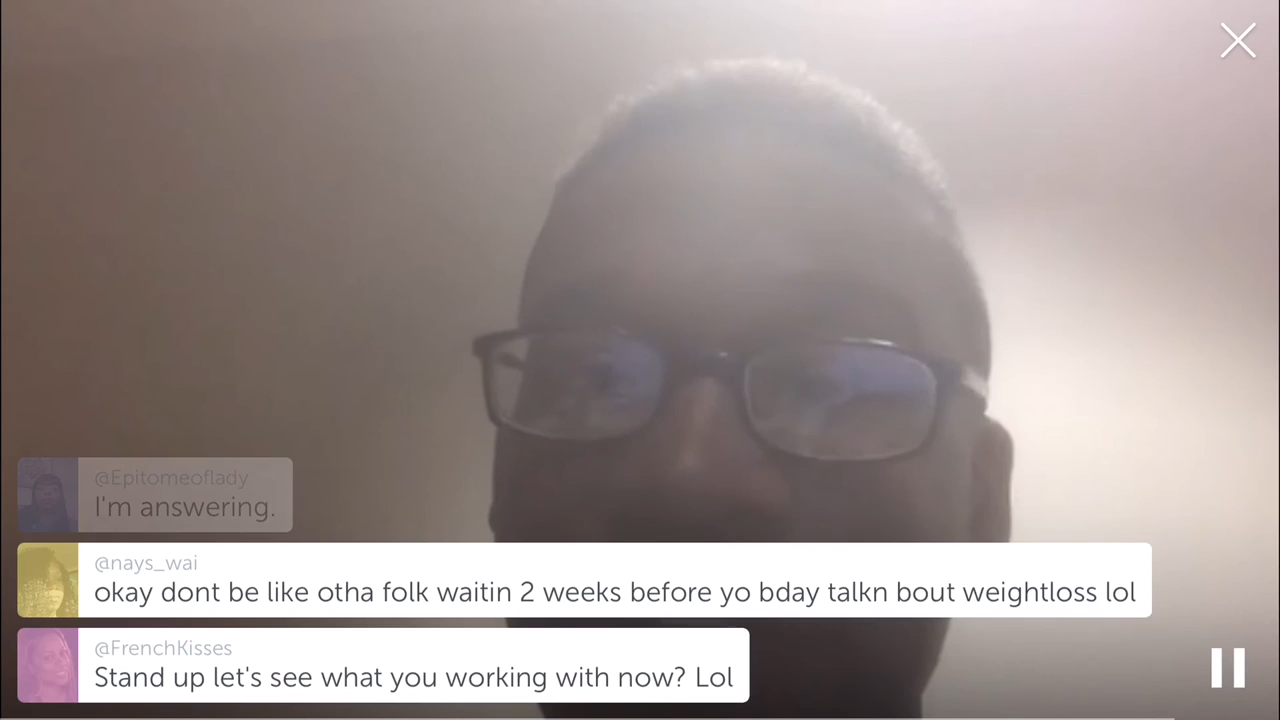 @Epitomeoflady
I'm answering.
@nays_wai
okay dont be like otha folk waitin 2 weeks before yo bday talkn bout weightloss lol
@FrenchKisses
Stand up let's see what you working with now? Lol